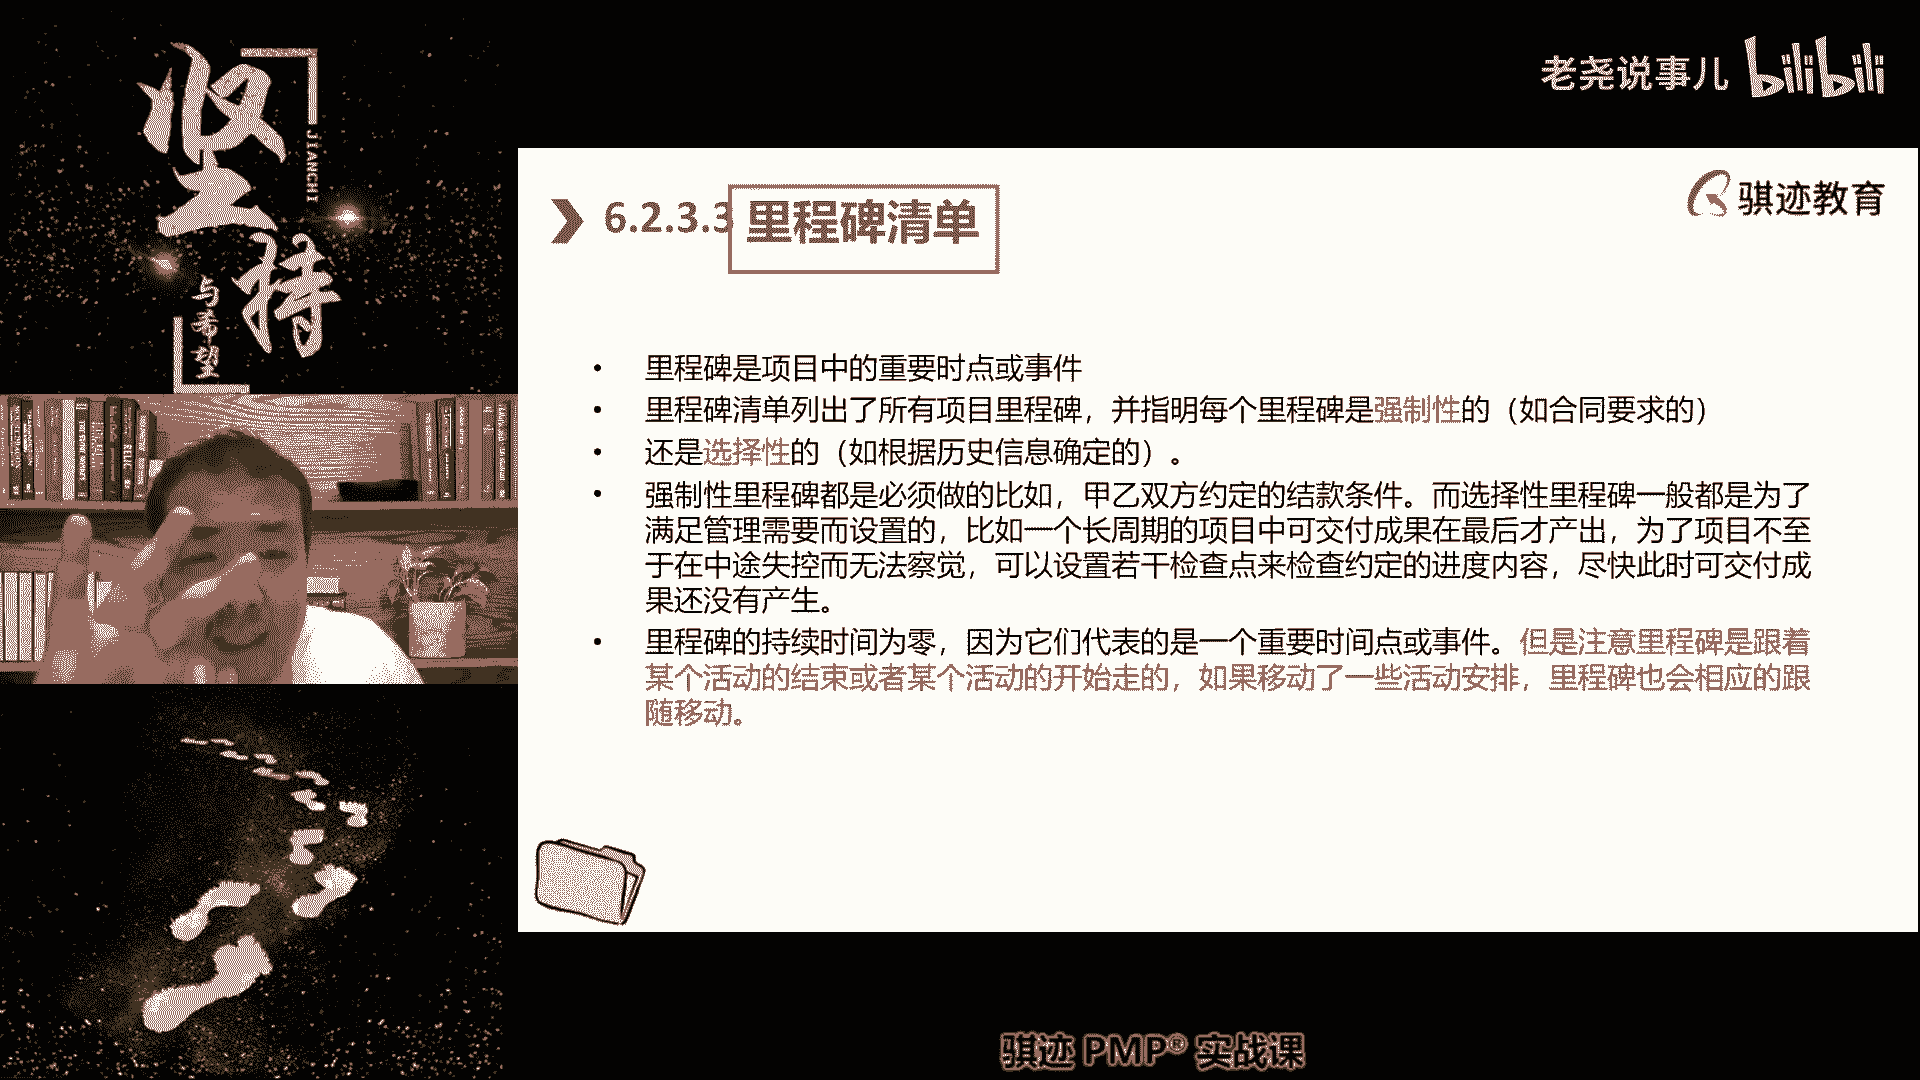 坚持
JIANCHI
与希望
老尧说事儿 bilibili
骐迹教育
6.2.3.3 里程碑清单
• 里程碑是项目中的重要时点或事件
• 里程碑清单列出了所有项目里程碑，并指明每个里程碑是强制性的（如合同要求的）
• 还是选择性的（如根据历史信息确定的）。
• 强制性里程碑都是必须做的比如，甲乙双方约定的结款条件。而选择性里程碑一般都是为了
满足管理需要而设置的，比如一个长周期的项目中可交付成果在最后才产出，为了项目不至
于在中途失控而无法察觉，可以设置若干检查点来检查约定的进度内容，尽快此时可交付成
果还没有产生。
• 里程碑的持续时间为零，因为它们代表的是一个重要时间点或事件。但是注意里程碑是跟着
某个活动的结束或者某个活动的开始走的，如果移动了一些活动安排，里程碑也会相应的跟
随移动。
骐迹 PMP® 实战课